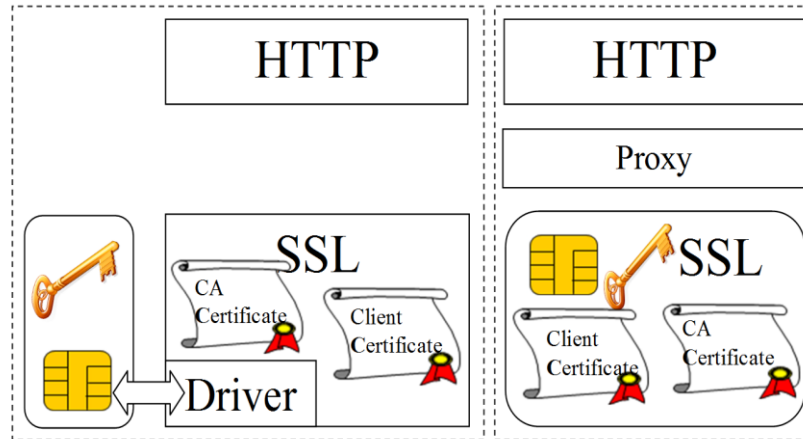 HTTP
SSL
CA
Certificate
Client
Certificate
Driver
HTTP
Proxy
SSL
Client
Certificate
CA
Certificate